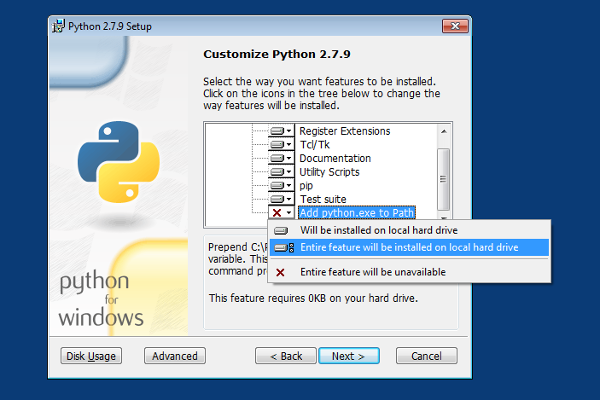 Python 2.7.9 Setup
Customize Python 2.7.9
Select the way you want features to be installed.
Click on the icons in the tree below to change the
way features will be installed.
Register Extensions
Tcl/Tk
Documentation
Utility Scripts
pip
Test suite
Add python.exe to Path
Will be installed on local hard drive
Entire feature will be installed on local hard drive
Entire feature will be unavailable
Prepend
variable. This
command
This feature requires 0KB on your hard drive.
python
for
windows
Disk Usage
Advanced
< Back
Next >
Cancel